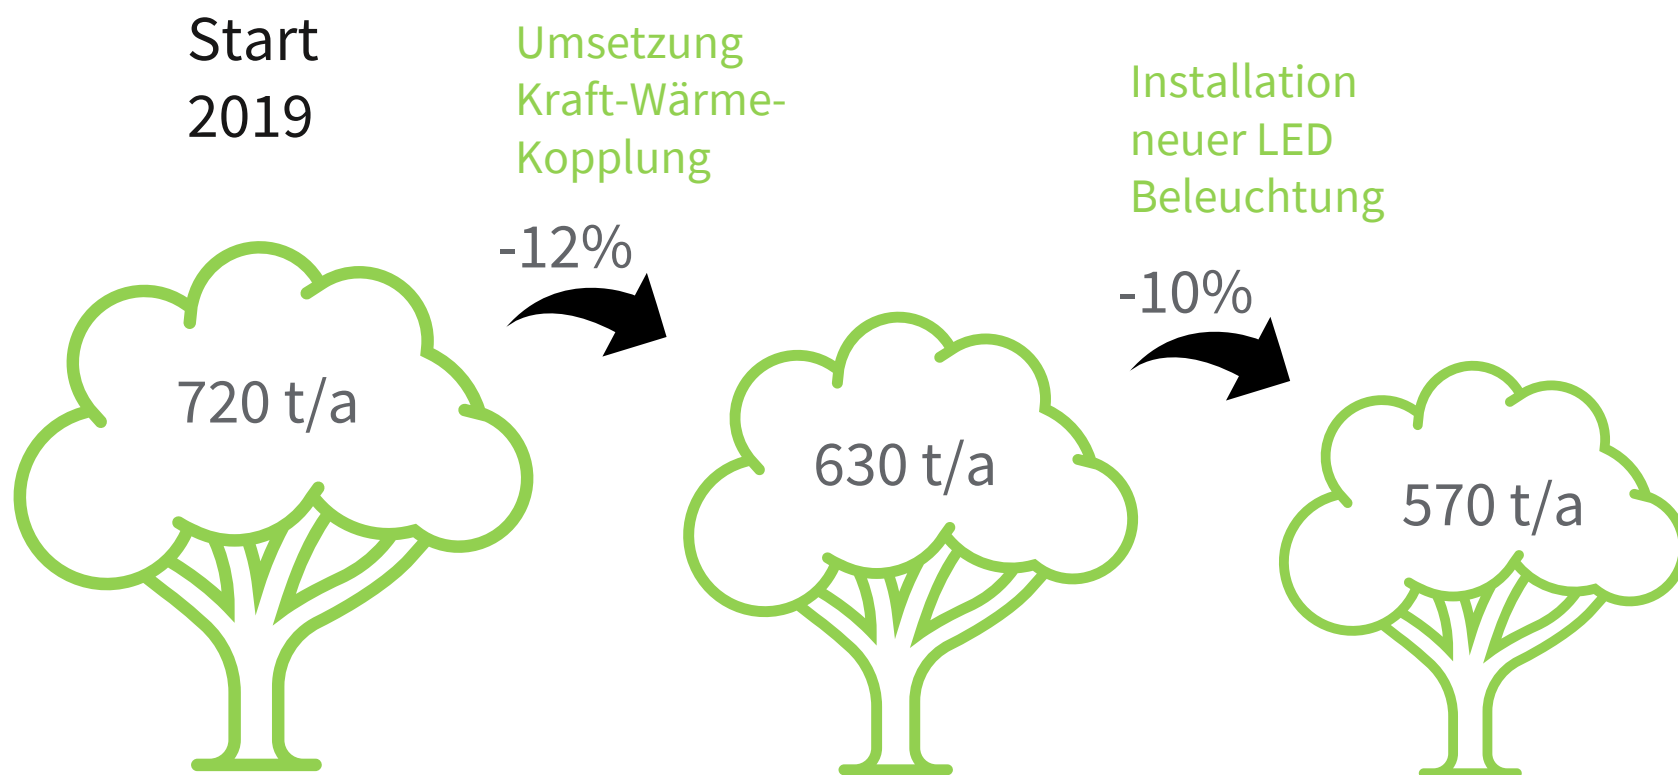 Start
2019
Umsetzung
Kraft-Wärme-
Kopplung
-12%
Installation
neuer LED
Beleuchtung
-10%
720 t/a
630 t/a
570 t/a